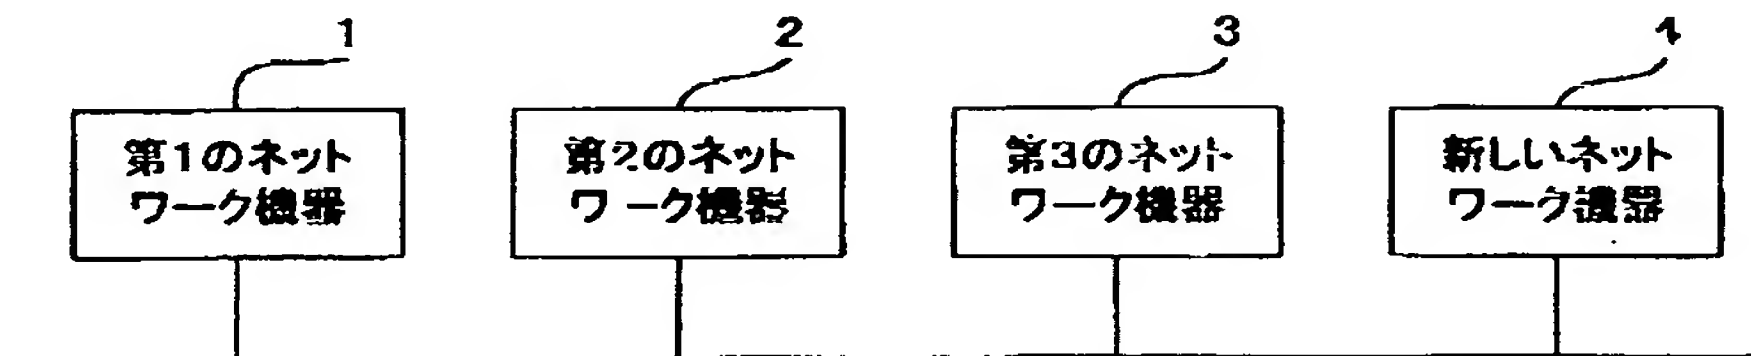 1
2
3
4
第1のネット
ワーク機器
第2のネット
ワーク機器
第3のネット
ワーク機器
新しいネット
ワーク機器